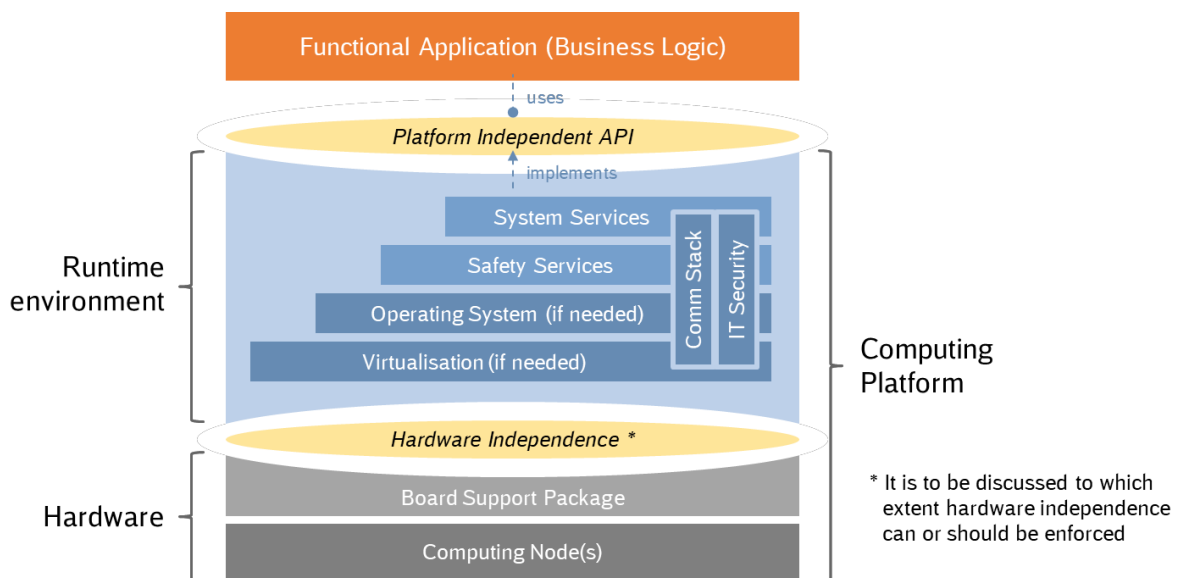 Functional Application (Business Logic)
uses
Platform Independent API
implements
System Services
Safety Services
Operating System (if needed)
Virtualisation (if needed)
Comm Stack
IT Security
Runtime
environment
Computing
Platform
Hardware Independence *
Board Support Package
Hardware
Computing Node(s)
* It is to be discussed to which
extent hardware independence
can or should be enforced